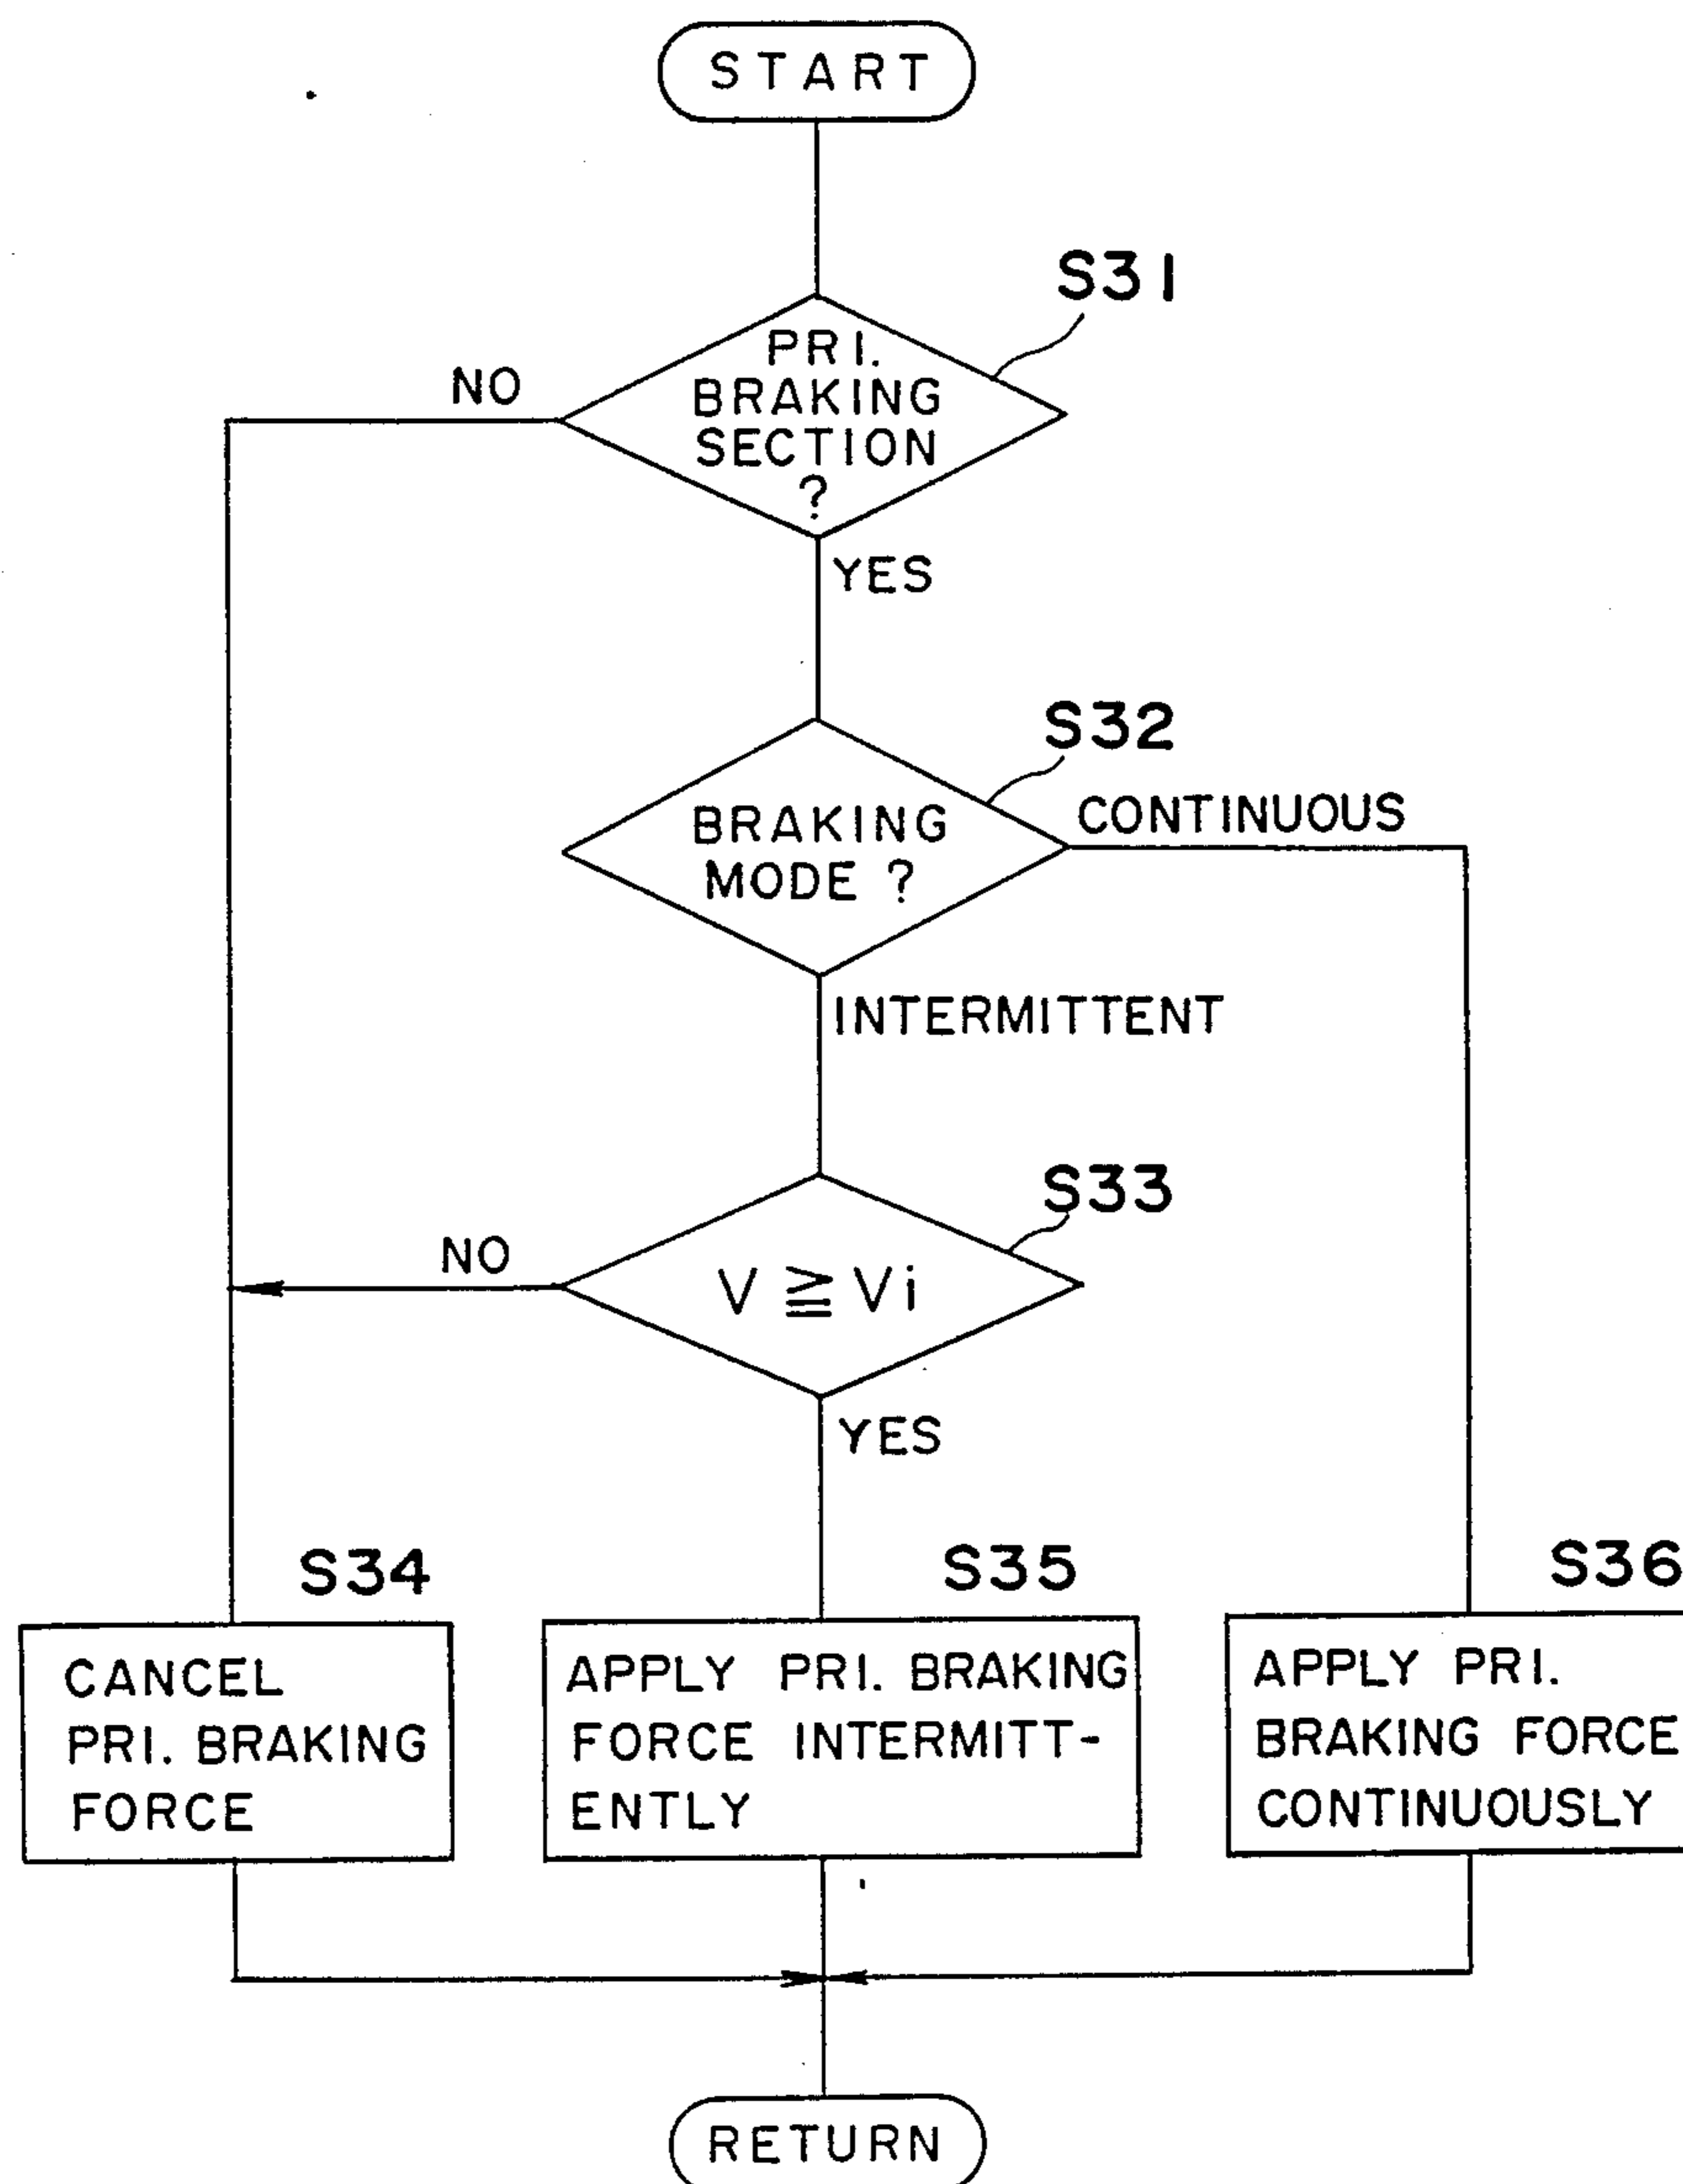 START
S31
PRI.
BRAKING
SECTION
?
NO
YES
S32
BRAKING
MODE ?
CONTINUOUS
INTERMITTENT
S33
V ≧ Vi
NO
YES
S34
CANCEL
PRI. BRAKING
FORCE
S35
APPLY PRI. BRAKING
FORCE INTERMITT-
ENTLY
S36
APPLY PRI.
BRAKING FORCE
CONTINUOUSLY
RETURN